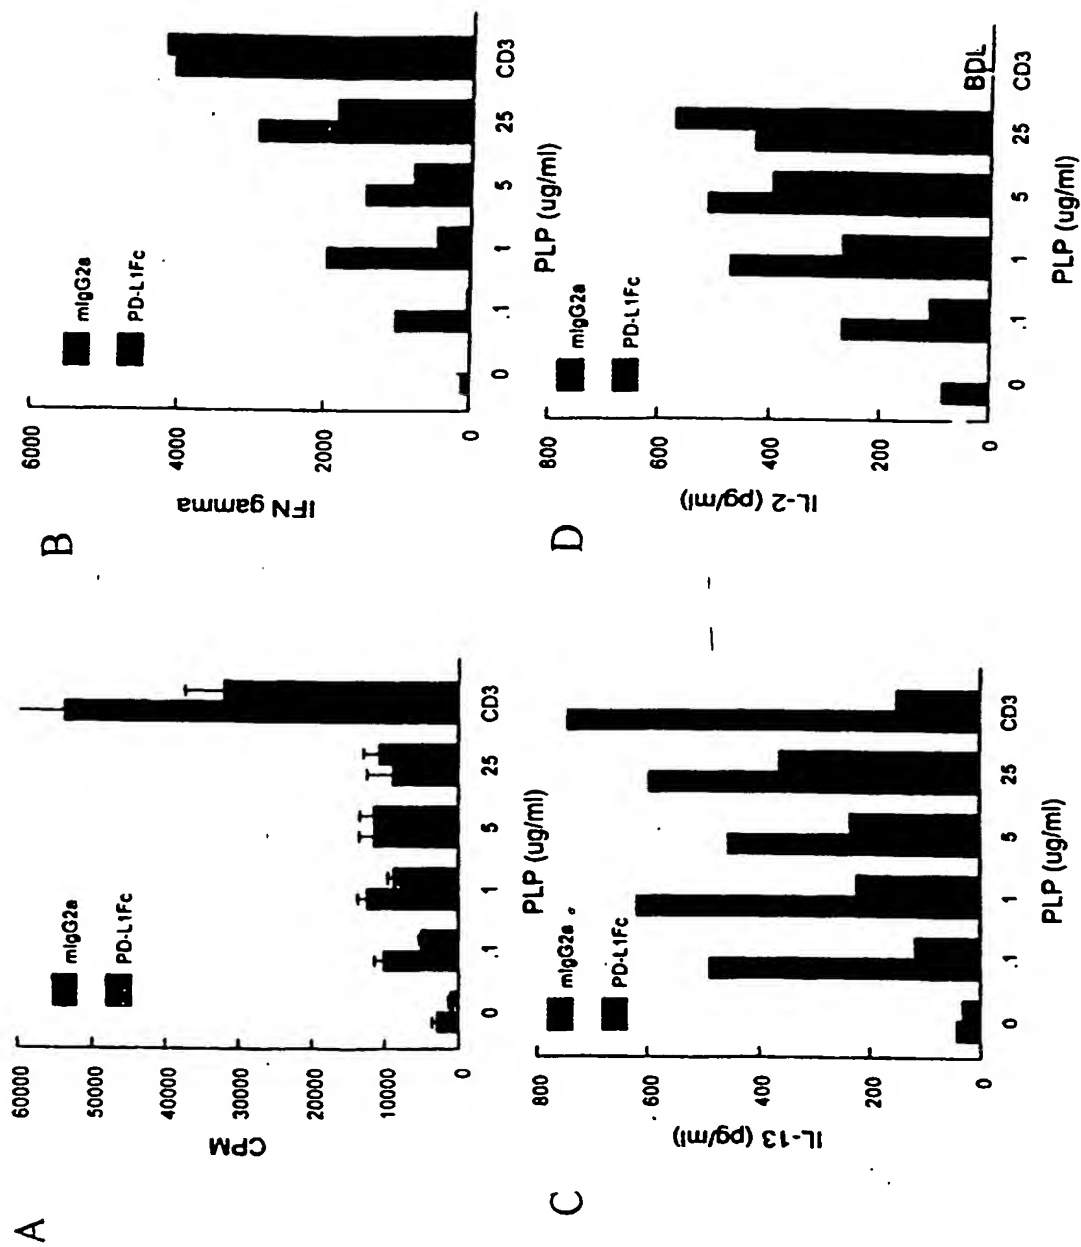 A
60000
50000
40000
30000
20000
10000
0
CPM
mIgG2a
PD-L1Fc
0
.1
1
5
25
CD3
PLP (ug/ml)
B
6000
4000
2000
0
IFN gamma
mIgG2a
PD-L1Fc
0
.1
1
5
25
CD3
PLP (ug/ml)
C
800
600
400
200
0
IL-13 (pg/ml)
mIgG2a
PD-L1Fc
0
.1
1
5
25
CD3
PLP (ug/ml)
D
800
600
400
200
0
IL-2 (pg/ml)
mIgG2a
PD-L1Fc
BDL
0
.1
1
5
25
CD3
PLP (ug/ml)